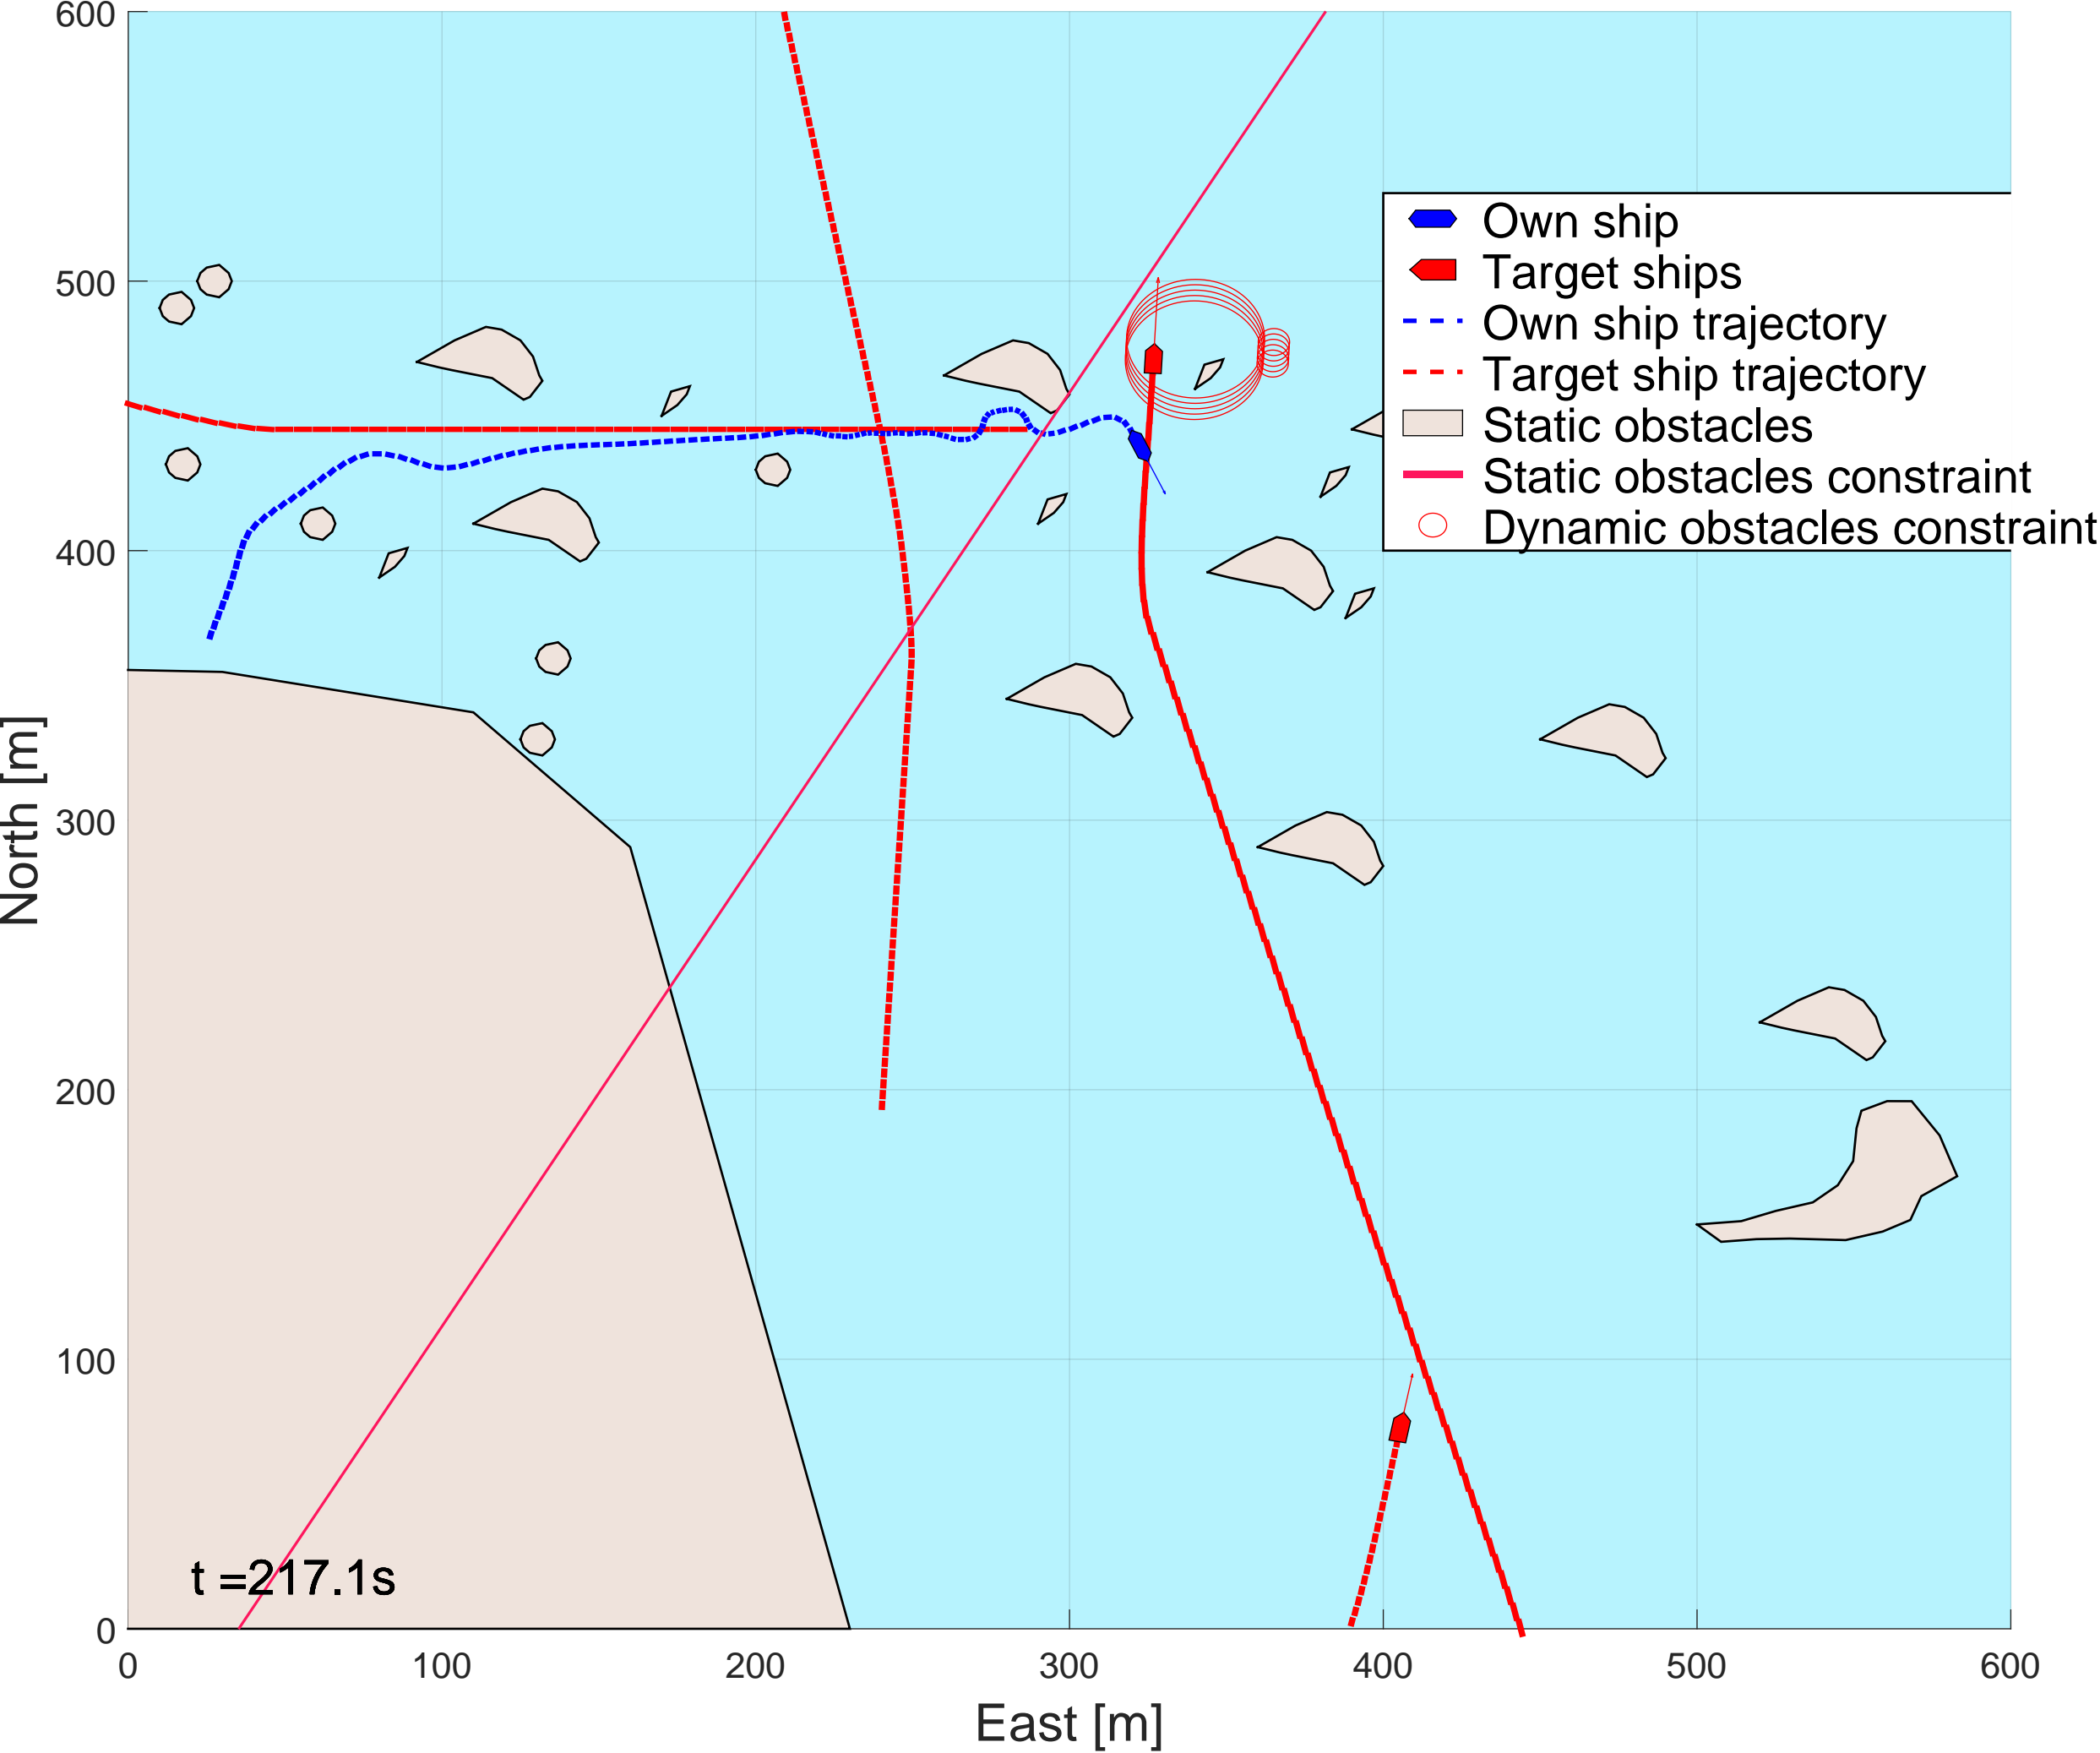 600
500
400
300
200
100
0
North [m]
Own ship
Target ships
Own ship trajectory
Target ship trajectory
Static obstacles
Static obstacles constraint
Dynamic obstacles constraint
t =217.1s
0 100 200 300 400 500 600
East [m]